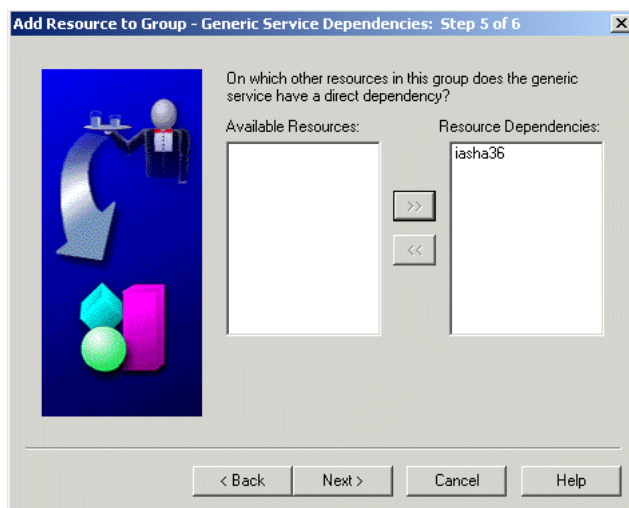 Add Resource to Group - Generic Service Dependencies: Step 5 of 6
On which other resources in this group does the generic
service have a direct dependency?
Available Resources:
Resource Dependencies:
iasha36
>>
<<
< Back
Next >
Cancel
Help